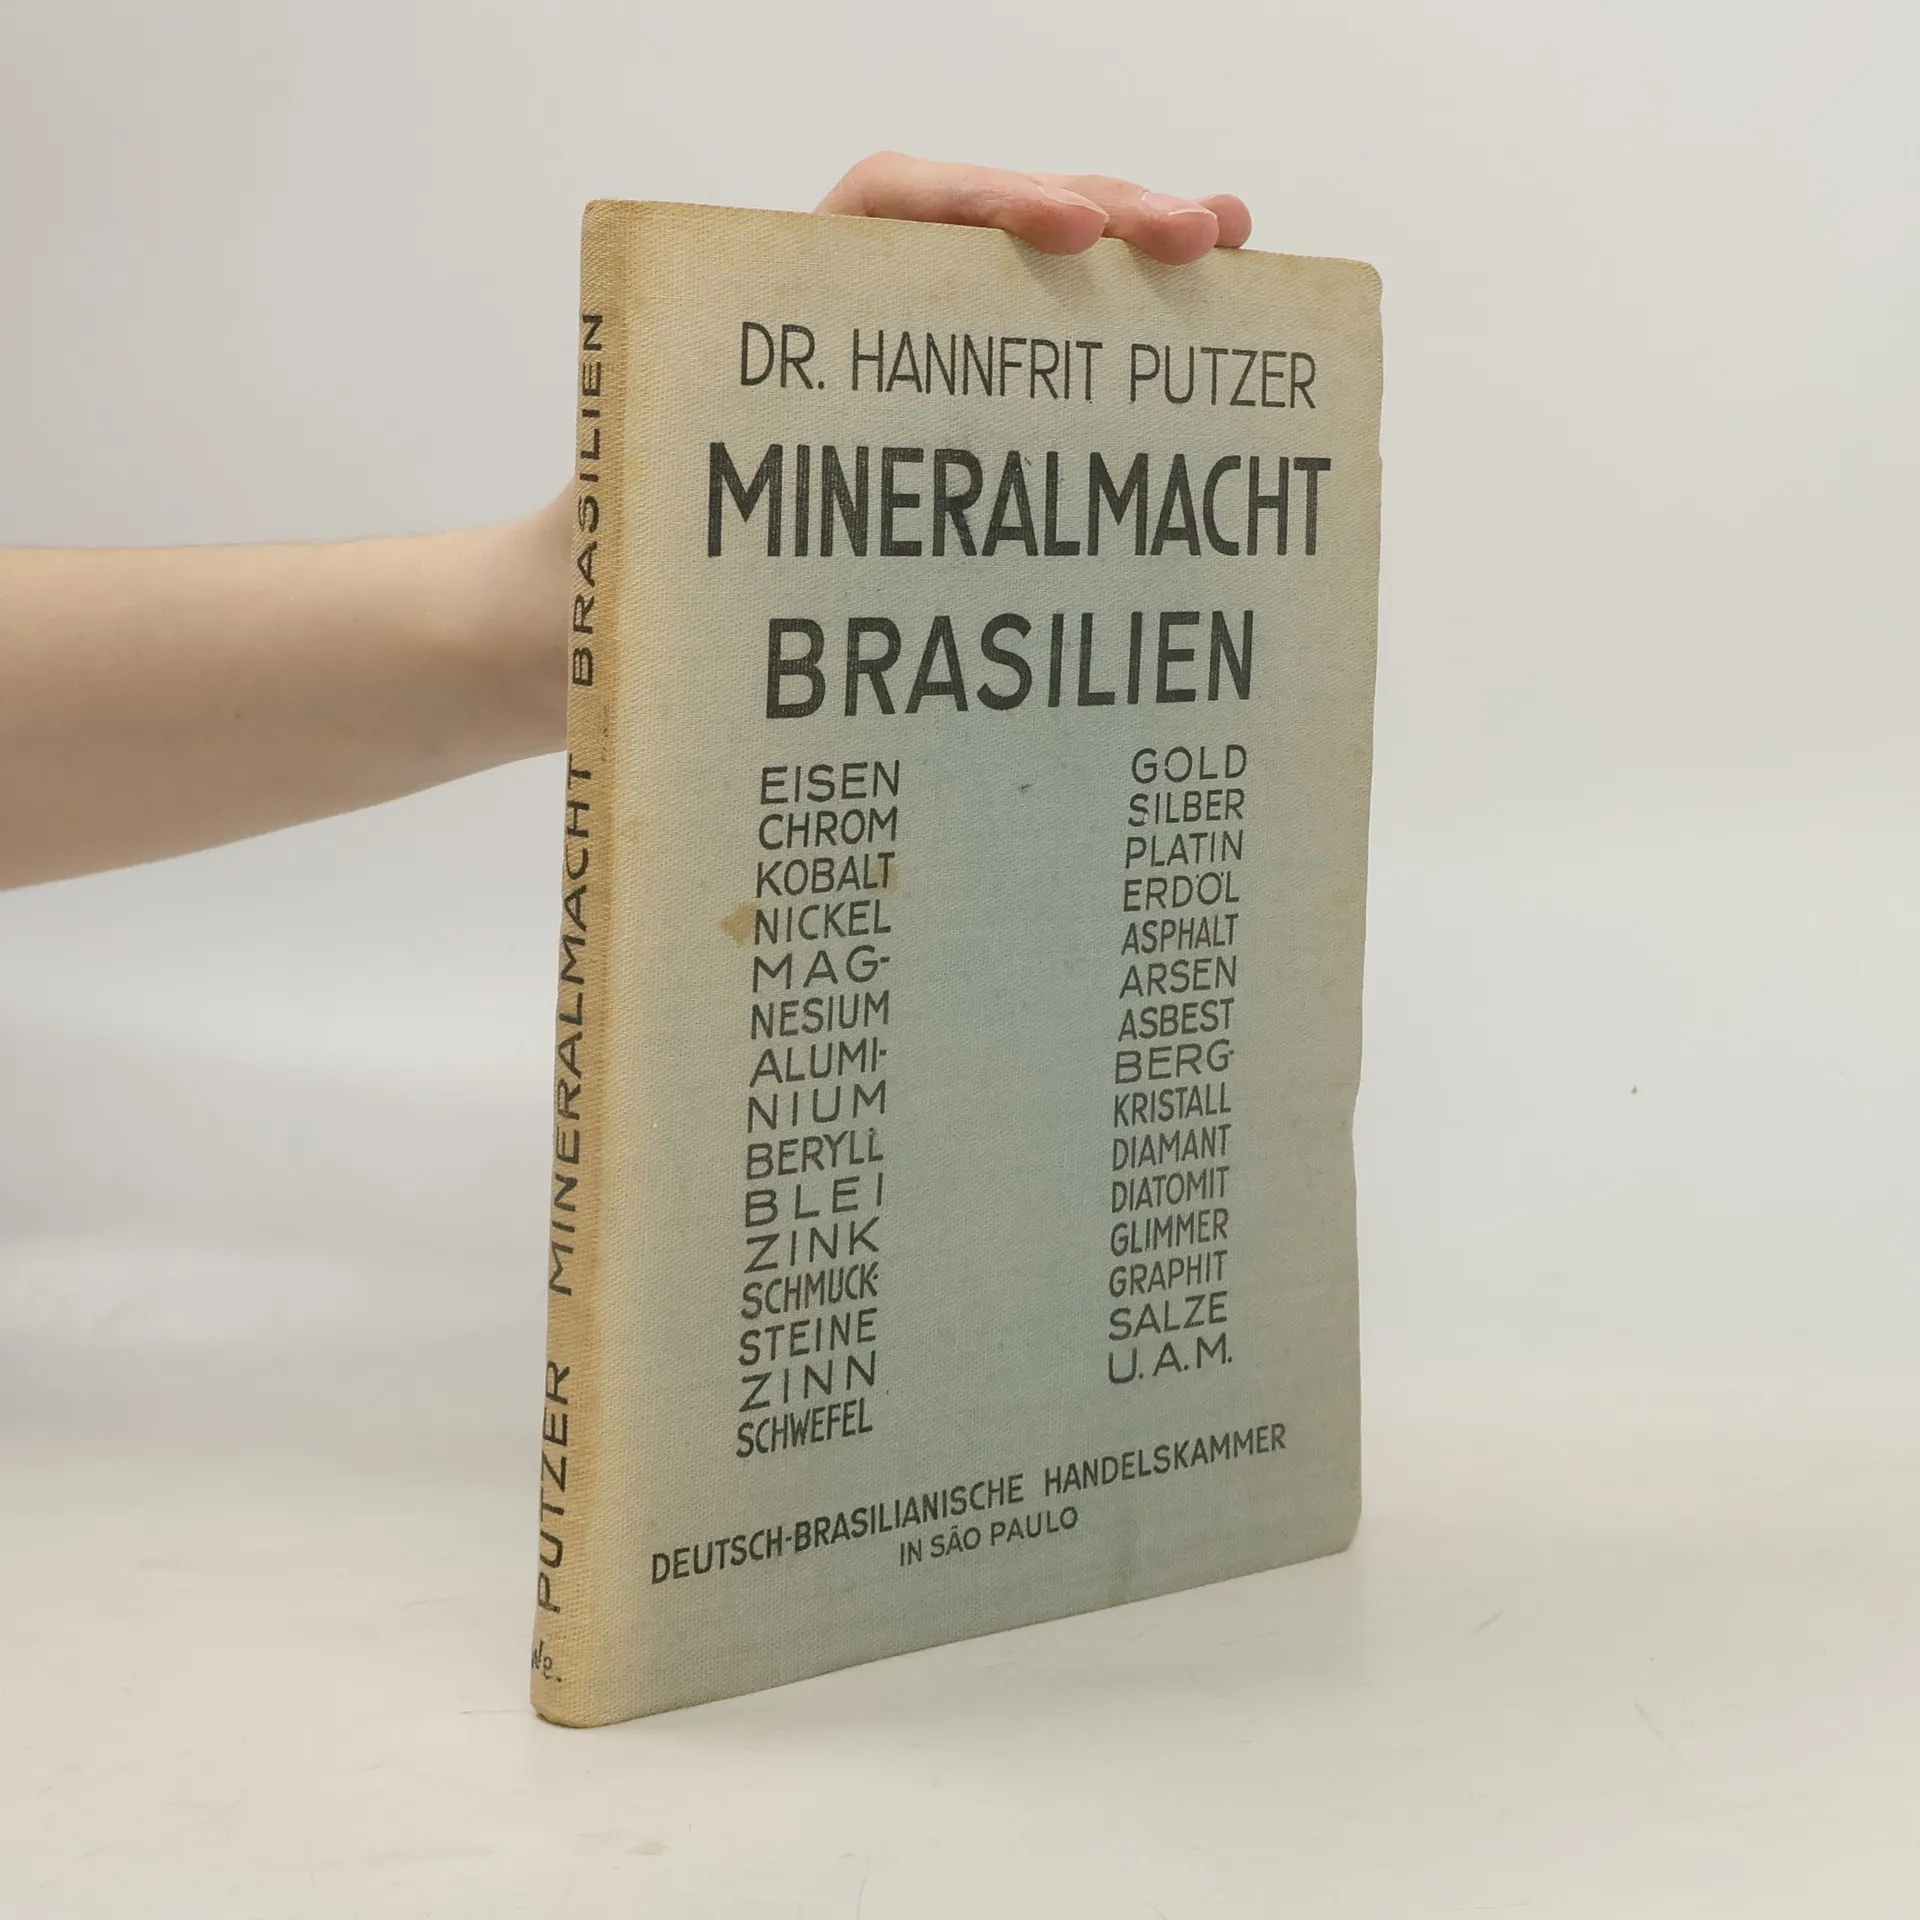 DR. HANNFRIT PUTZER
MINERALMACHT
BRASILIEN
EISEN
CHROM
KOBALT
NICKEL
MAG-
NESIUM
ALUMI-
NIUM
BERYLL
BLEI
ZINK
SCHMUCK-
STEINE
ZINN
SCHWEFEL
GOLD
SILBER
PLATIN
ERDÖL
ASPHALT
ARSEN
ASBEST
BERG-
KRISTALL
DIAMANT
DIATOMIT
GLIMMER
GRAPHIT
SALZE
U.A.M.
DEUTSCH-BRASILIANISCHE HANDELSKAMMER
IN SÃO PAULO
PUTZER MINERALMACHT BRASILIEN